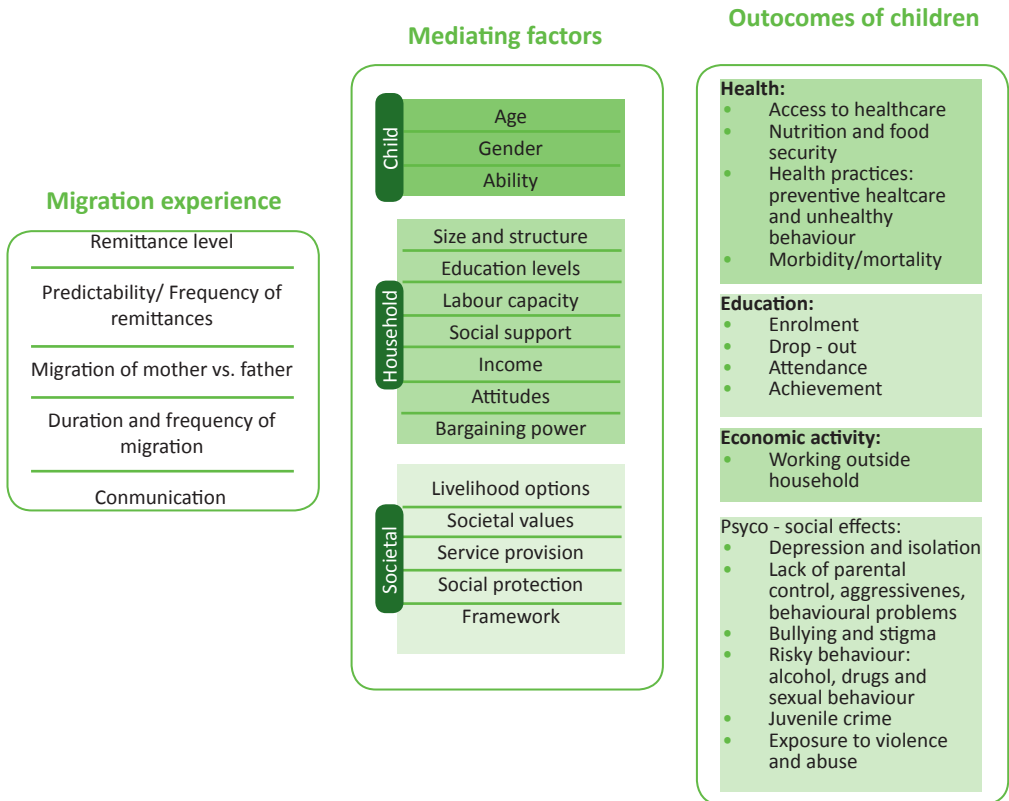 Migration experience
Remittance level
Predictability/ Frequency of
remittances
Migration of mother vs. father
Duration and frequency of
migration
Communication
Mediating factors
Child
Age
Gender
Ability
Household
Size and structure
Education levels
Labour capacity
Social support
Income
Attitudes
Bargaining power
Societal
Livelihood options
Societal values
Service provision
Social protection
Framework
Outocomes of children
Health:
• Access to healthcare
• Nutrition and food
security
• Health practices:
preventive healtcare
and unhealthy
behaviour
• Morbidity/mortality
Education:
• Enrolment
• Drop - out
• Attendance
• Achievement
Economic activity:
• Working outside
household
Psyco - social effects:
• Depression and isolation
• Lack of parental
control, aggressivenes,
behavioural problems
• Bullying and stigma
• Risky behaviour:
alcohol, drugs and
sexual behaviour
• Juvenile crime
• Exposure to violence
and abuse